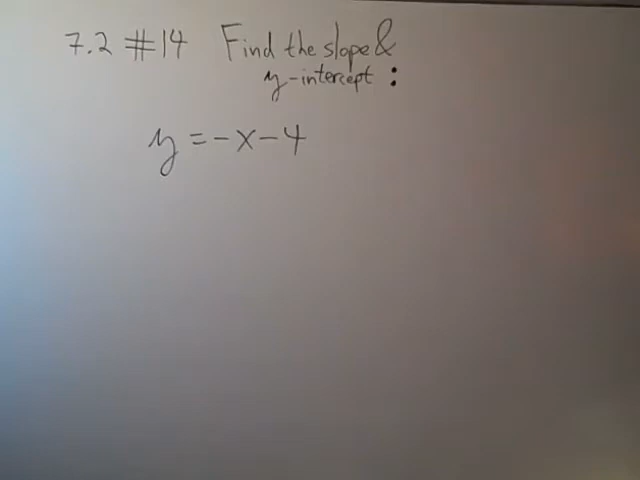 7.2 #14 Find the slope &
y-intercept :
y = -x - 4